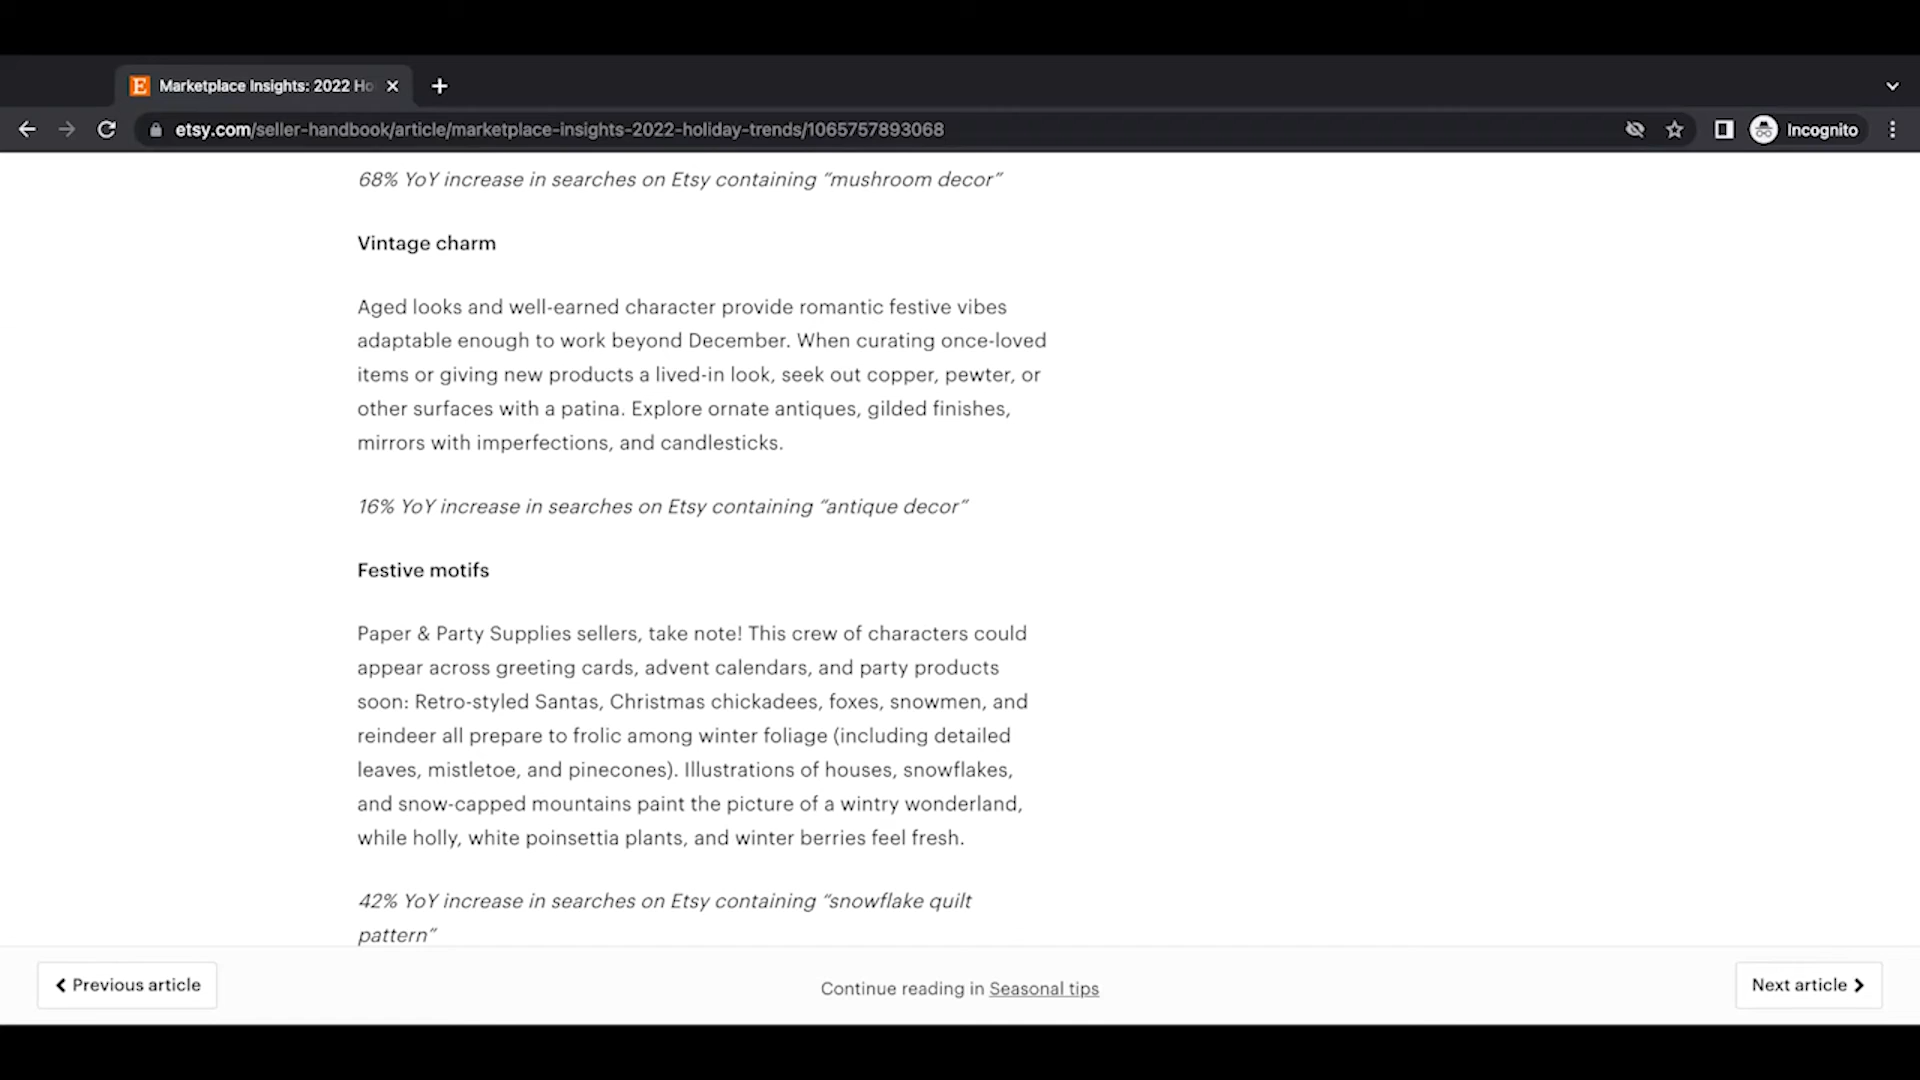 Marketplace Insights: 2022 Ho
etsy.com/seller-handbook/article/marketplace-insights-2022-holiday-trends/1065757893068
Incognito
68% YoY increase in searches on Etsy containing “mushroom decor”
Vintage charm
Aged looks and well-earned character provide romantic festive vibes
adaptable enough to work beyond December. When curating once-loved
items or giving new products a lived-in look, seek out copper, pewter, or
other surfaces with a patina. Explore ornate antiques, gilded finishes,
mirrors with imperfections, and candlesticks.
16% YoY increase in searches on Etsy containing “antique decor”
Festive motifs
Paper & Party Supplies sellers, take note! This crew of characters could
appear across greeting cards, advent calendars, and party products
soon: Retro-styled Santas, Christmas chickadees, foxes, snowmen, and
reindeer all prepare to frolic among winter foliage (including detailed
leaves, mistletoe, and pinecones). Illustrations of houses, snowflakes,
and snow-capped mountains paint the picture of a wintry wonderland,
while holly, white poinsettia plants, and winter berries feel fresh.
42% YoY increase in searches on Etsy containing “snowflake quilt
pattern”
Previous article
Continue reading in Seasonal tips
Next article